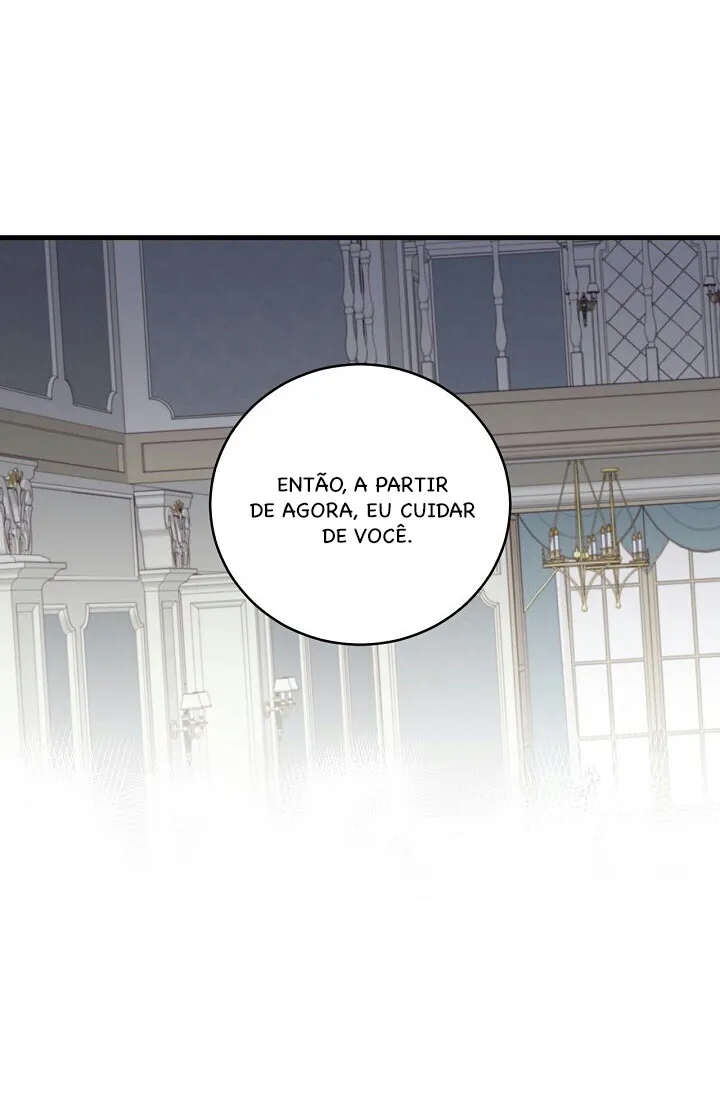 ENTÃO, A PARTIR
DE AGORA, EU CUIDAR
DE VOCÊ.